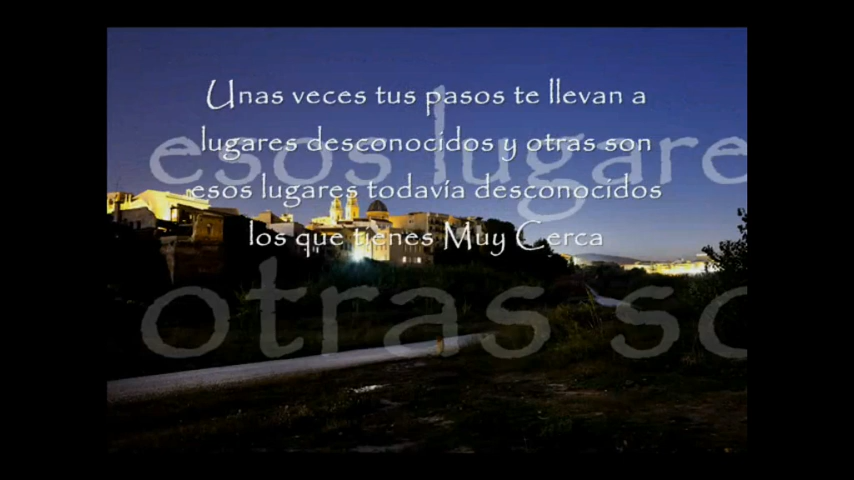 Unas veces tus pasos te llevan a
lugares desconocidos y otras son
esos lugares todavía desconocidos
los que tienes Muy Cerca
esos lugare
otras so